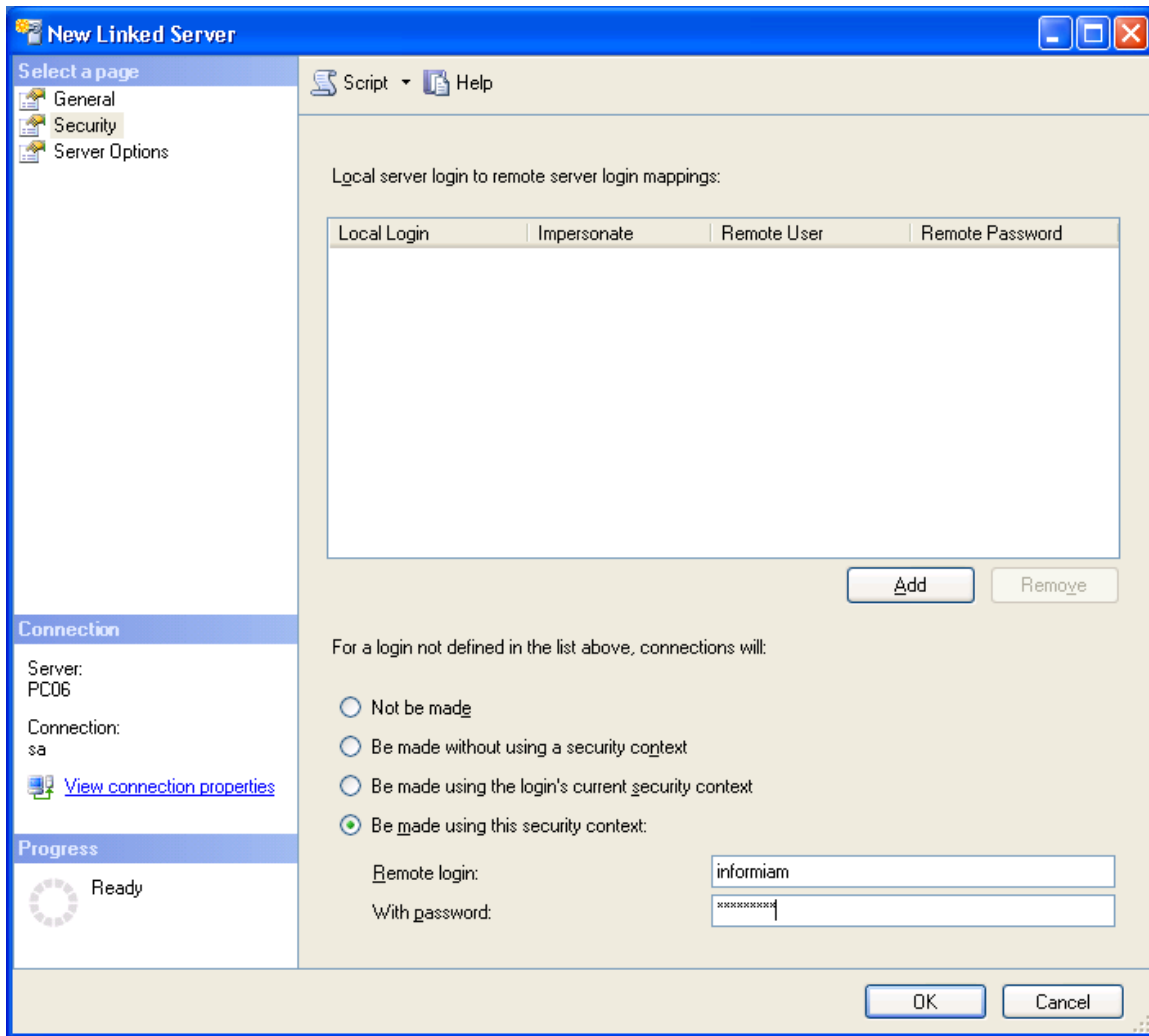 New Linked Server
Select a page
General
Security
Server Options
Script Help
Local server login to remote server login mappings:
Local Login Impersonate Remote User Remote Password
Add Remove
Connection
Server:
PC06
Connection:
sa
View connection properties
Progress
Ready
For a login not defined in the list above, connections will:
Not be made
Be made without using a security context
Be made using the login's current security context
Be made using this security context:
Remote login: informiam
With password: *********
OK Cancel